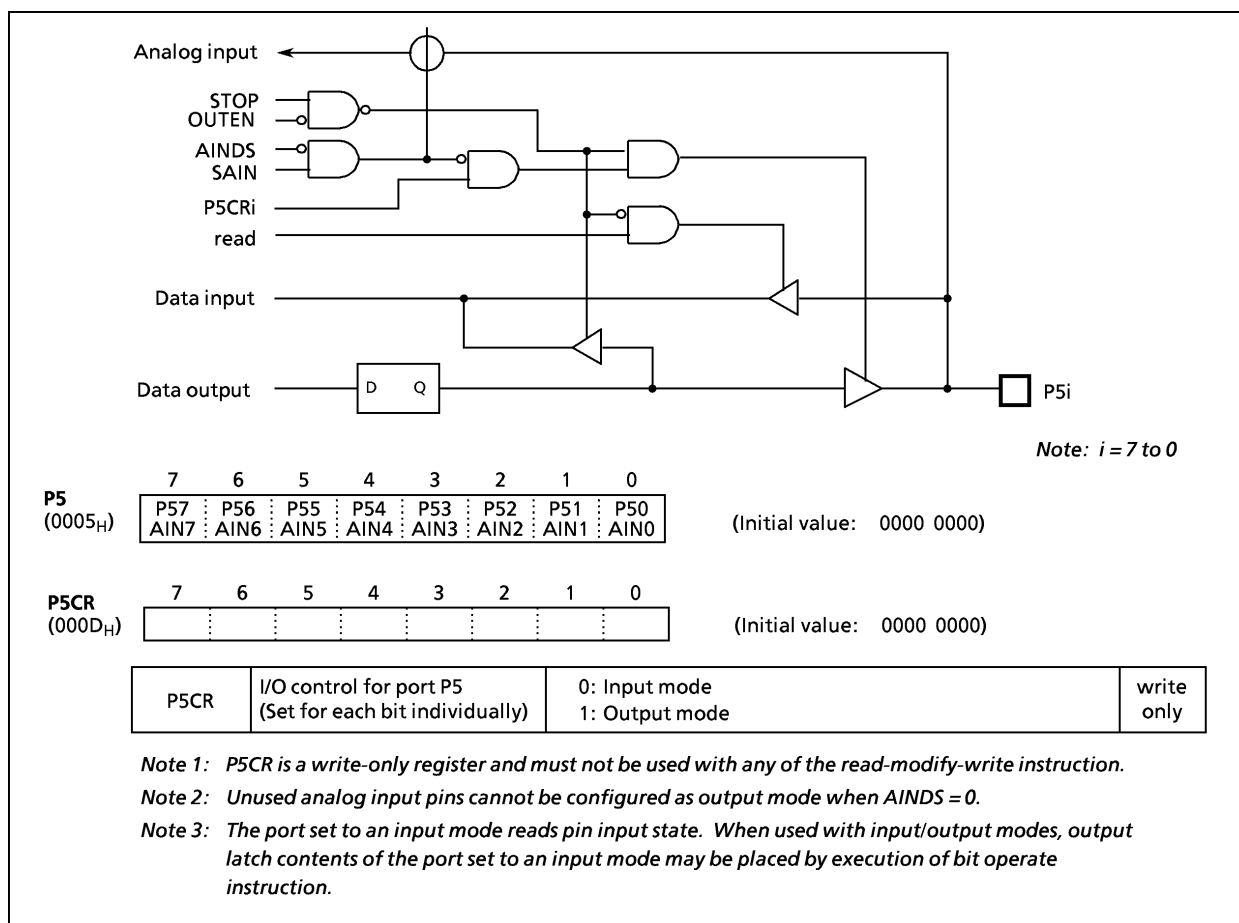 Analog input
STOP
OUTEN
AINDS
SAIN
P5CRi
read
Data input
Data output
D Q
P5i
Note: i = 7 to 0
7 6 5 4 3 2 1 0
P5
(0005H)
P57 P56 P55 P54 P53 P52 P51 P50
AIN7 AIN6 AIN5 AIN4 AIN3 AIN2 AIN1 AIN0
(Initial value: 0000 0000)
7 6 5 4 3 2 1 0
P5CR
(000DH)
(Initial value: 0000 0000)
P5CR
I/O control for port P5
(Set for each bit individually)
0: Input mode
1: Output mode
write
only
Note 1: P5CR is a write-only register and must not be used with any of the read-modify-write instruction.
Note 2: Unused analog input pins cannot be configured as output mode when AINDS = 0.
Note 3: The port set to an input mode reads pin input state. When used with input/output modes, output
latch contents of the port set to an input mode may be placed by execution of bit operate
instruction.